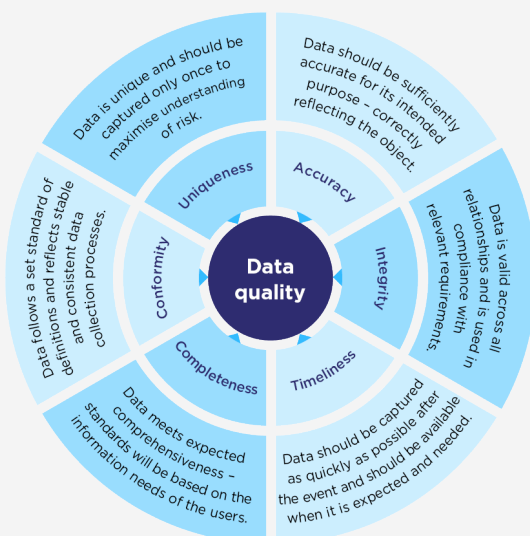 Data
quality
Accuracy
Data should be sufficiently
accurate for its intended
purpose – correctly
reflecting the object.
Integrity
Data is valid across all
relationships and is used in
compliance with
relevant requirements.
Timeliness
Data should be captured
as quickly as possible after
the event and should be available
when it is expected and needed.
Completeness
Data meets expected
comprehensiveness –
standards will be based on the
information needs of the users.
Conformity
Data follows a set standard of
definitions and reflects stable
and consistent data
collection processes.
Uniqueness
Data is unique and should be
captured only once to
maximise understanding
of risk.